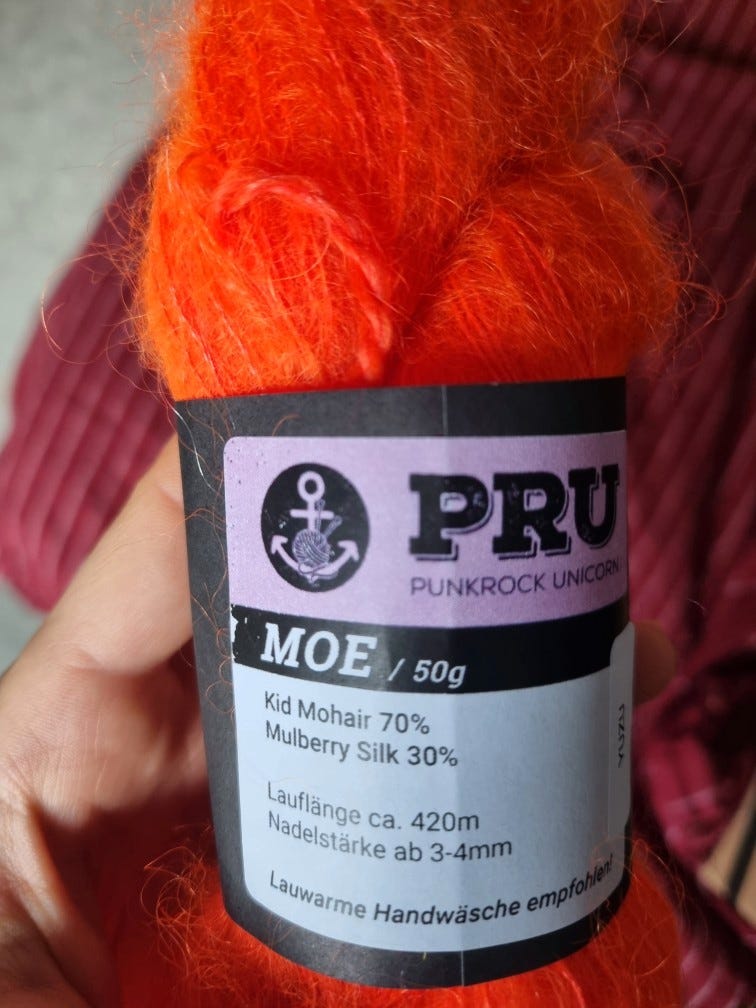 PRU
PUNKROCK UNICORN
MOE / 50g
Kid Mohair 70%
Mulberry Silk 30%
Lauflänge ca. 420m
Nadelstärke ab 3-4mm
Lauwarme Handwäsche empfohlen!
YUZU